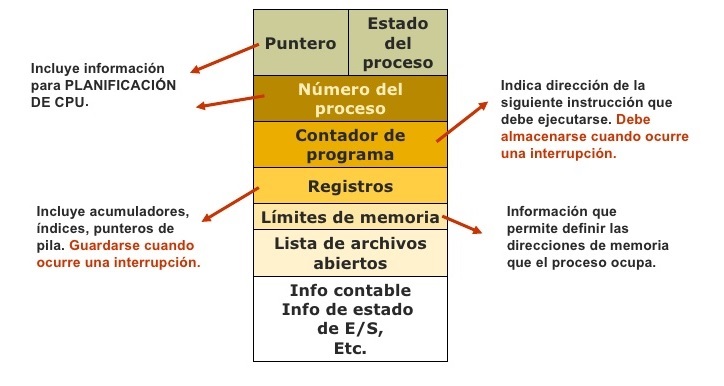 Puntero
Estado
del
proceso
Incluye información
para PLANIFICACIÓN
DE CPU.
Número del
proceso
Indica dirección de la
siguiente instrucción que
debe ejecutarse. Debe
almacenarse cuando ocurre
una interrupción.
Contador de
programa
Registros
Incluye acumuladores,
índices, punteros de
pila. Guardarse cuando
ocurre una interrupción.
Límites de memoria
Información que
permite definir las
direcciones de memoria
que el proceso ocupa.
Lista de archivos
abiertos
Info contable
Info de estado
de E/S,
Etc.